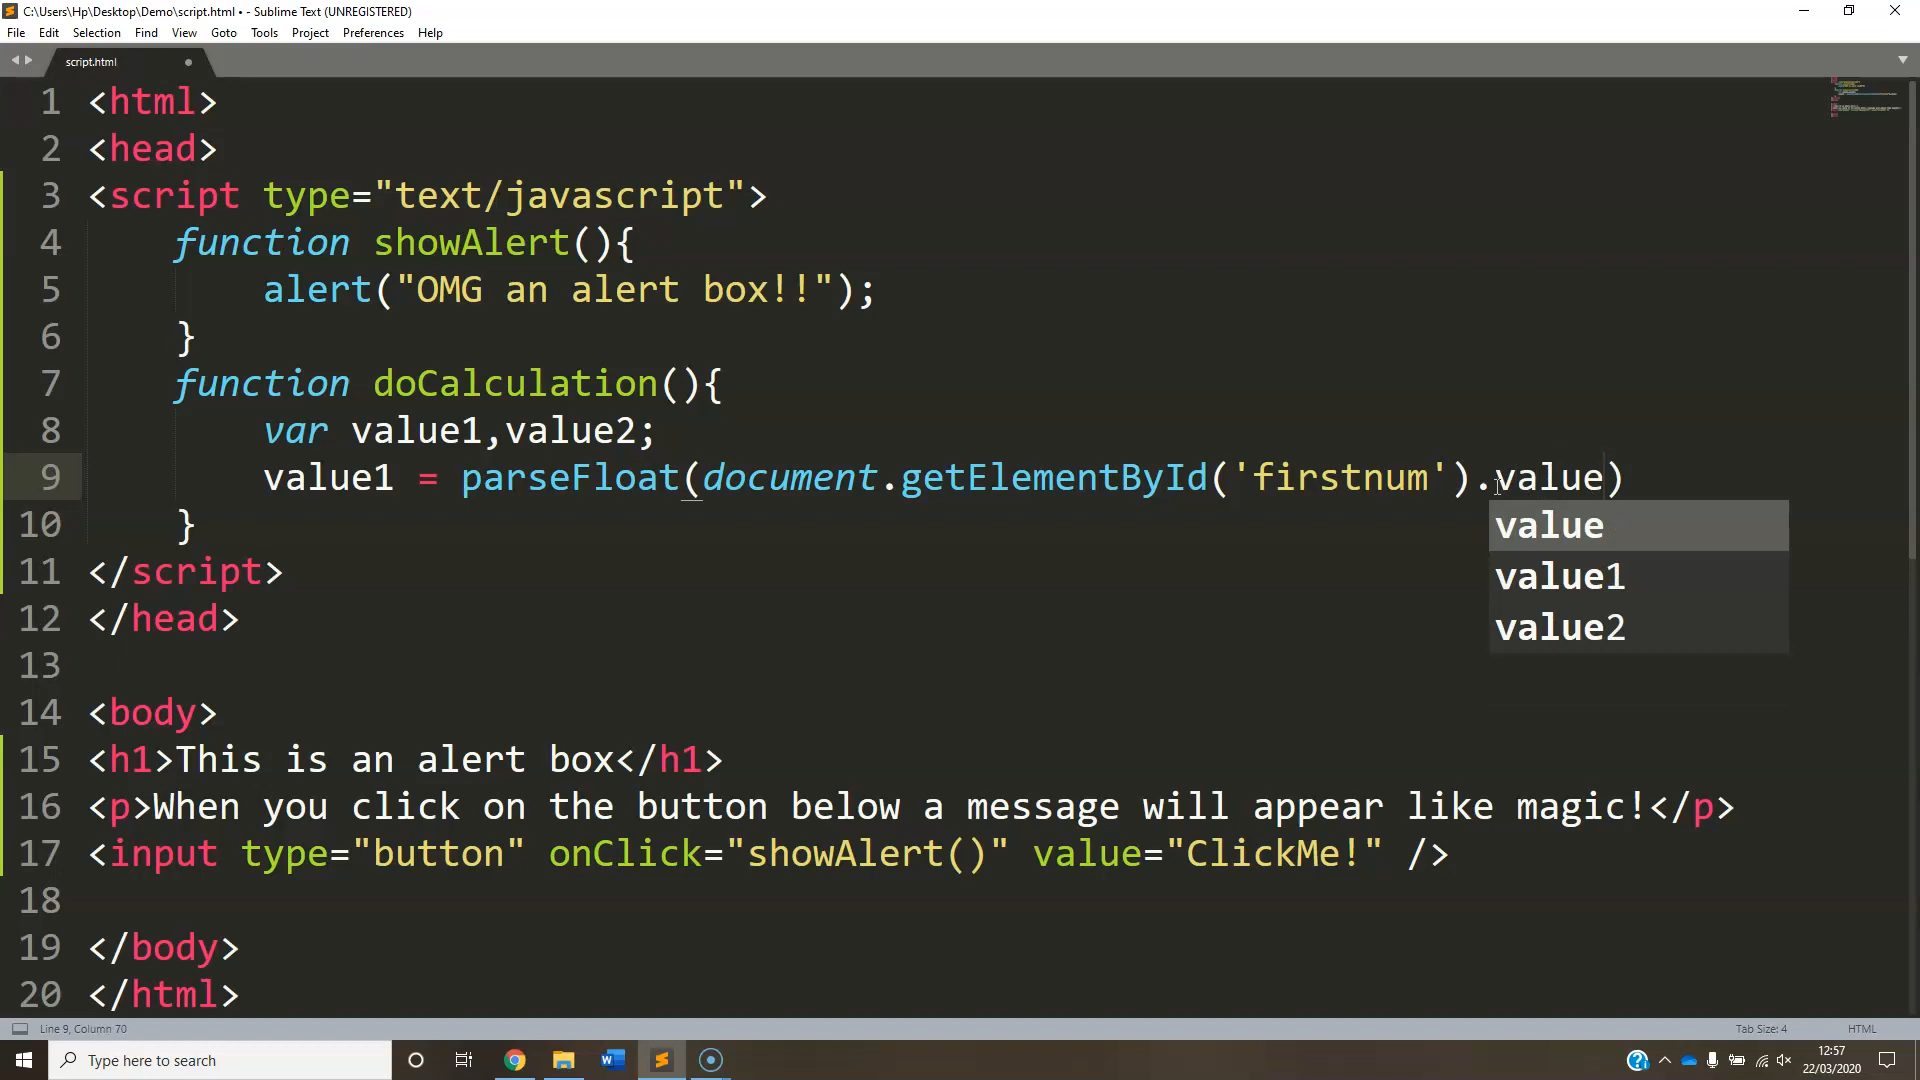 C:\Users\Hp\Desktop\Demo\script.html • - Sublime Text (UNREGISTERED)
File Edit Selection Find View Goto Tools Project Preferences Help
script.html
1 <html>
2 <head>
3 <script type="text/javascript">
4 function showAlert(){
5 alert("OMG an alert box!!");
6 }
7 function doCalculation(){
8 var value1,value2;
9 value1 = parseFloat(document.getElementById('firstnum').value)
value
10 }
value1
11 </script>
value2
12 </head>
13
14 <body>
15 <h1>This is an alert box</h1>
16 <p>When you click on the button below a message will appear like magic!</p>
17 <input type="button" onClick="showAlert()" value="ClickMe!" />
18
19 </body>
20 </html>
Line 9, Column 70 Tab Size: 4 HTML
Type here to search
12:57
22/03/2020